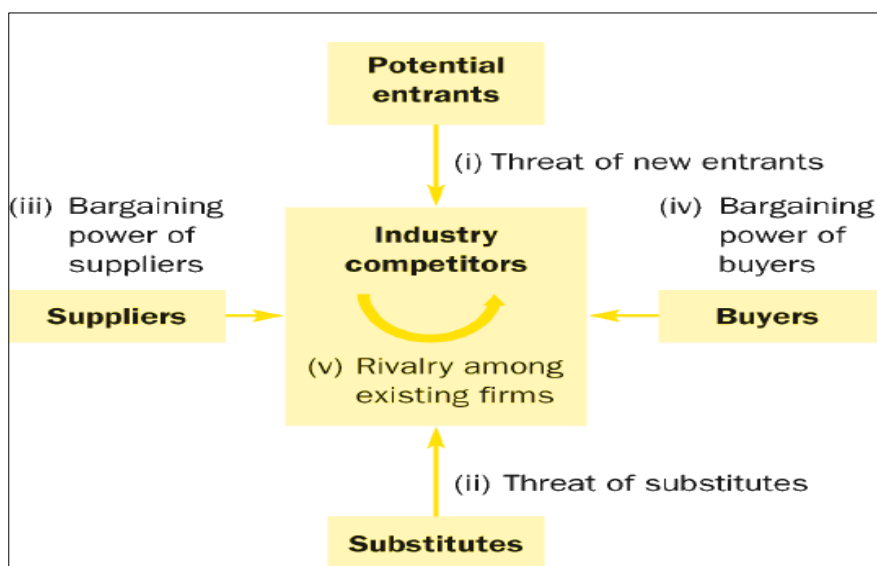 Potential
entrants
(i) Threat of new entrants
(iii) Bargaining
power of
suppliers
(iv) Bargaining
power of
buyers
Industry
competitors
Suppliers
Buyers
(v) Rivalry among
existing firms
(ii) Threat of substitutes
Substitutes